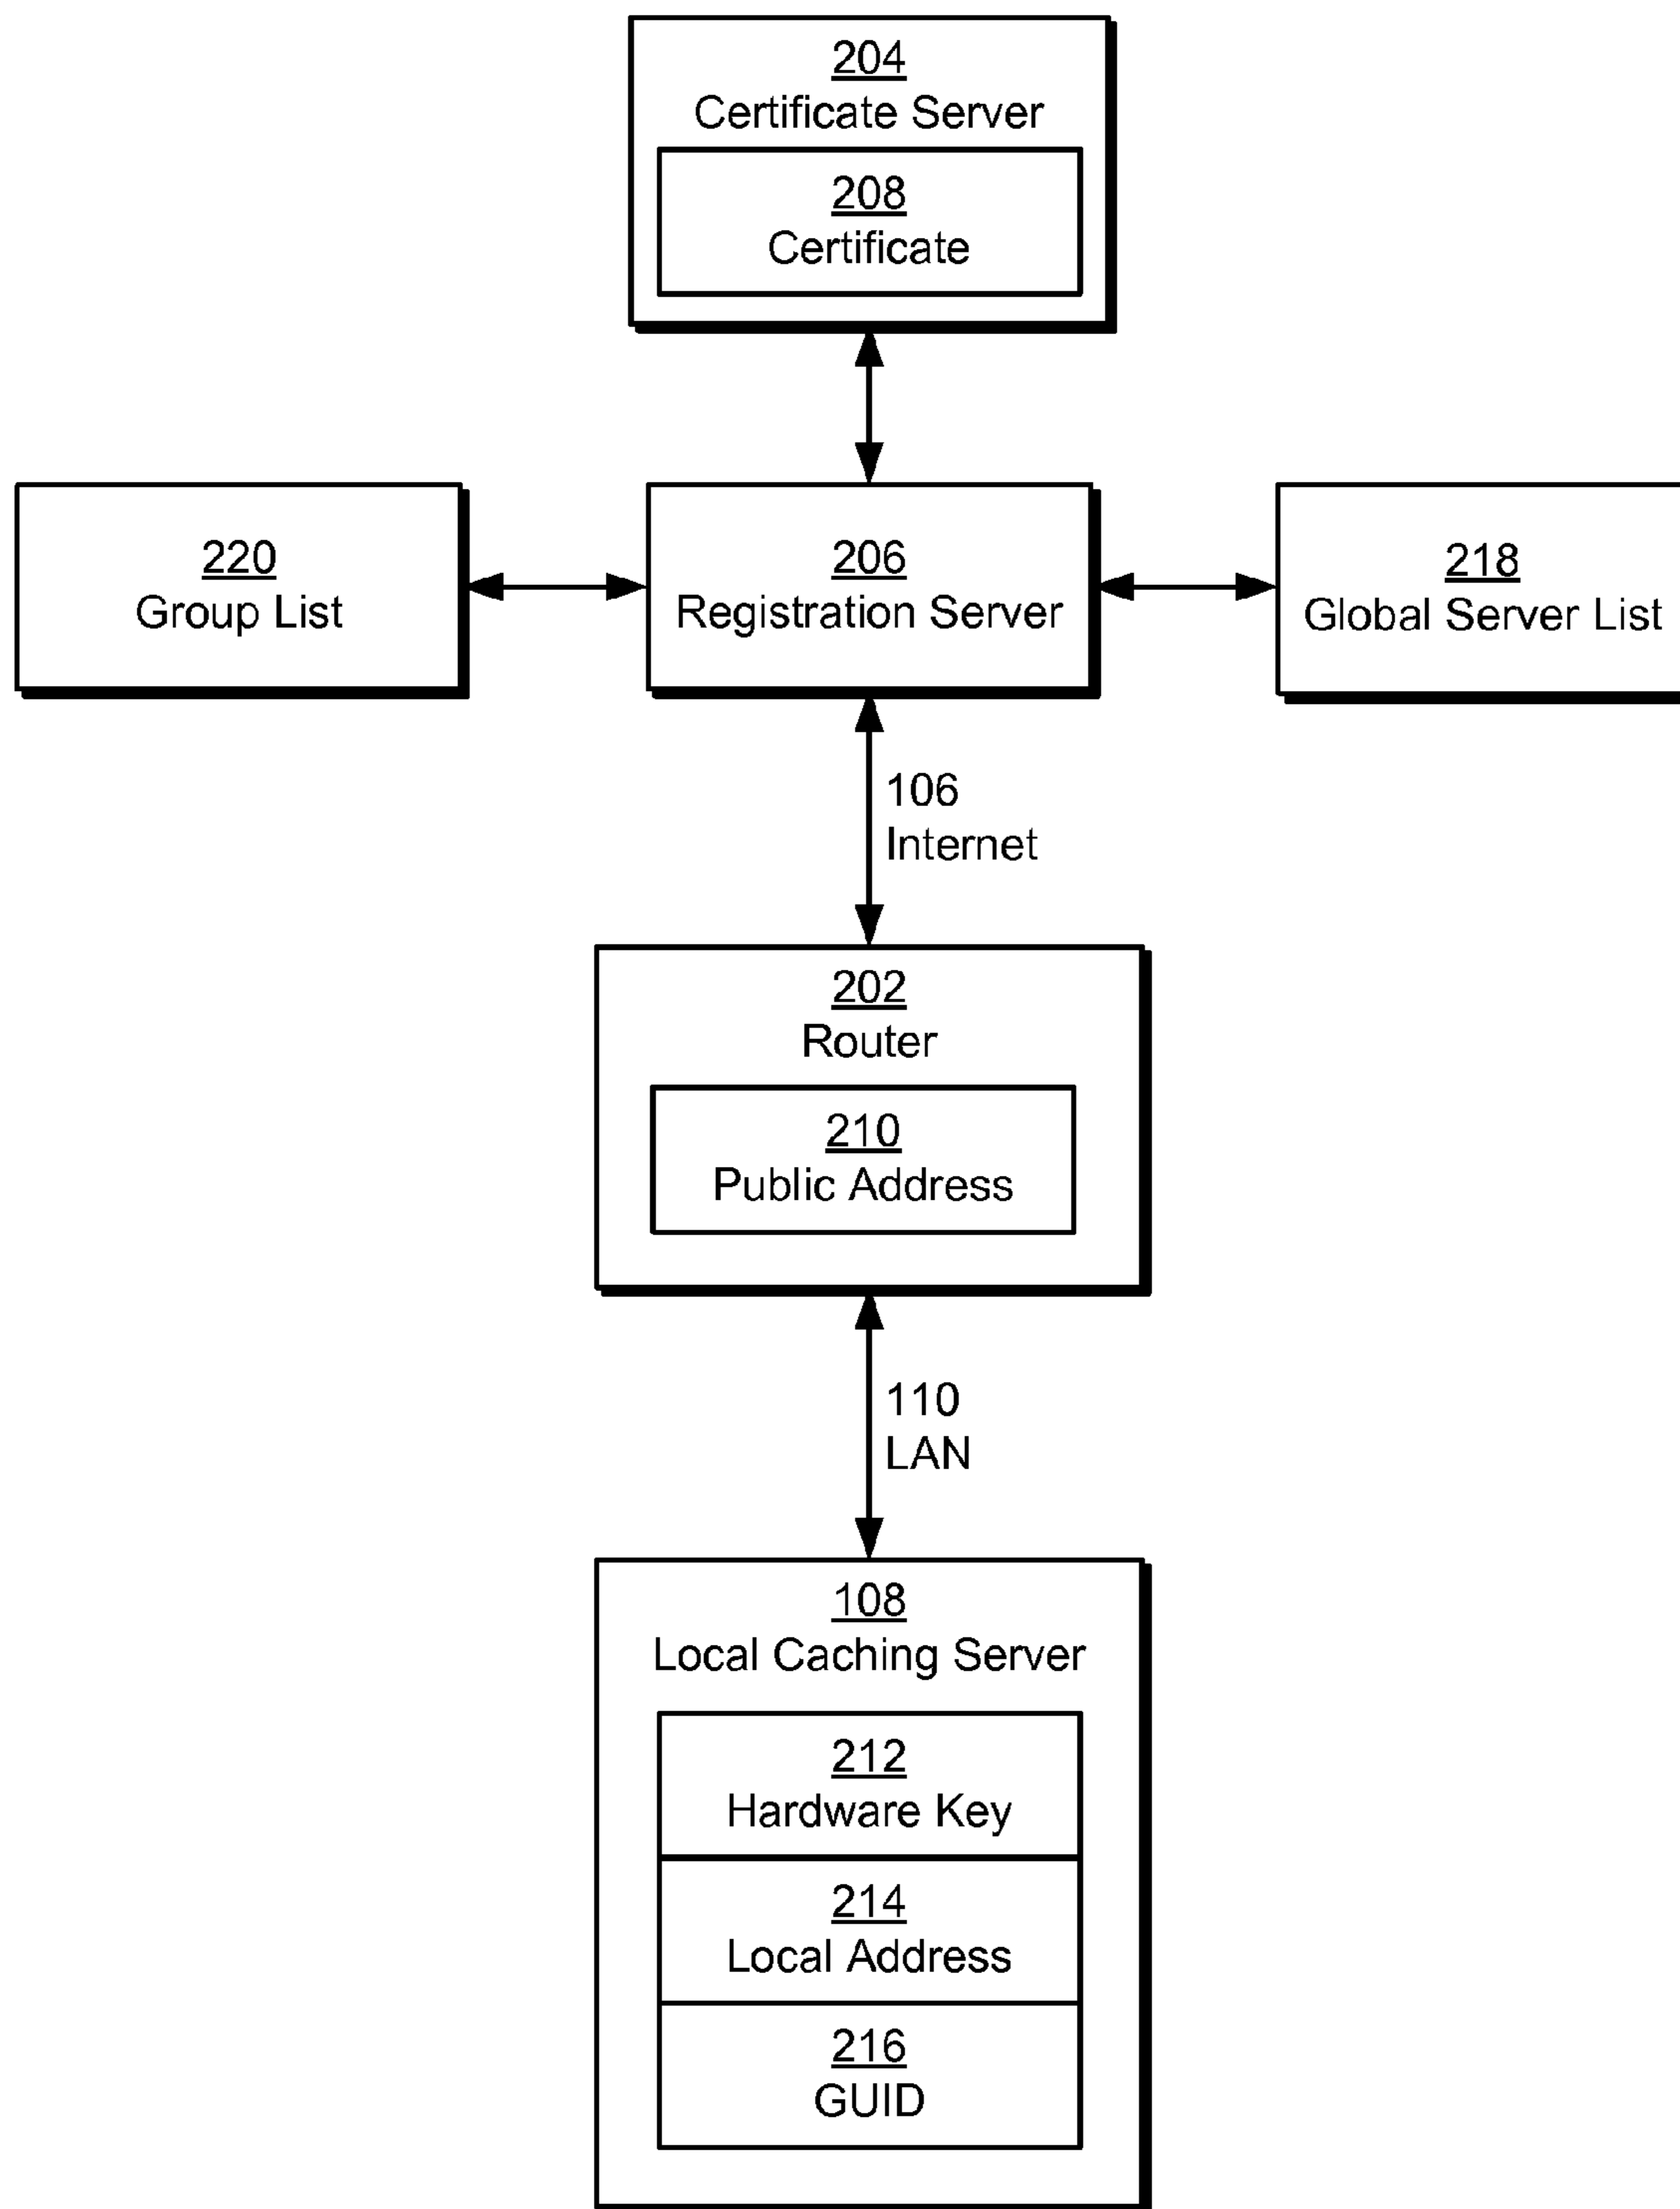 204
Certificate Server
208
Certificate
220
Group List
206
Registration Server
218
Global Server List
106
Internet
202
Router
210
Public Address
110
LAN
108
Local Caching Server
212
Hardware Key
214
Local Address
216
GUID